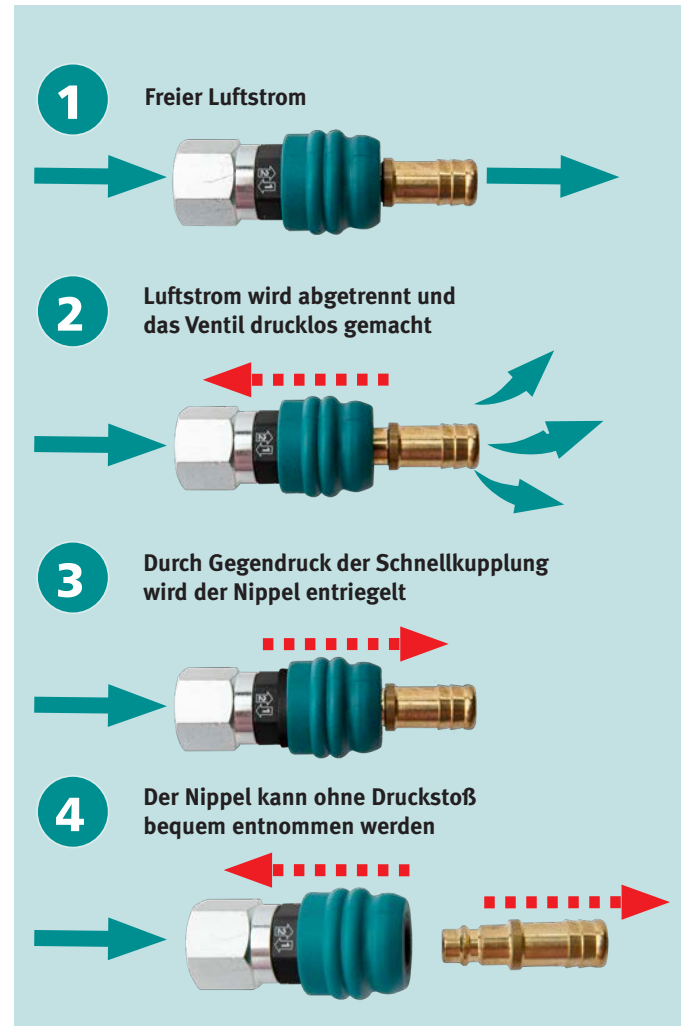 1
Freier Luftstrom
2
Luftstrom wird abgetrennt und
das Ventil drucklos gemacht
3
Durch Gegendruck der Schnellkupplung
wird der Nippel entriegelt
4
Der Nippel kann ohne Druckstoß
bequem entnommen werden